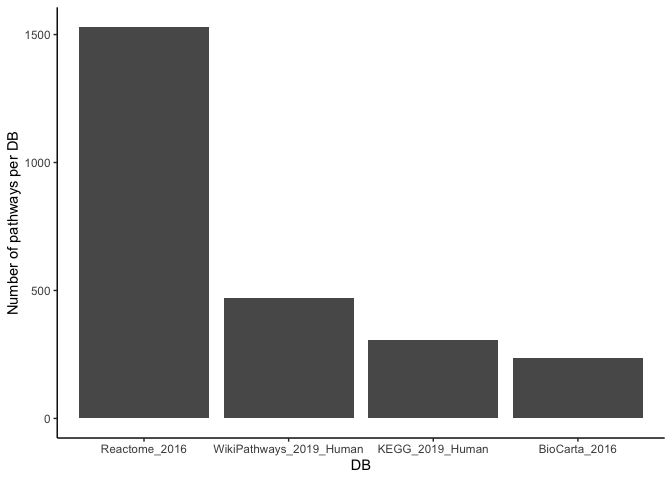 Number of pathways per DB
1500
1000
500
0
Reactome_2016 WikiPathways_2019_Human KEGG_2019_Human BioCarta_2016
DB